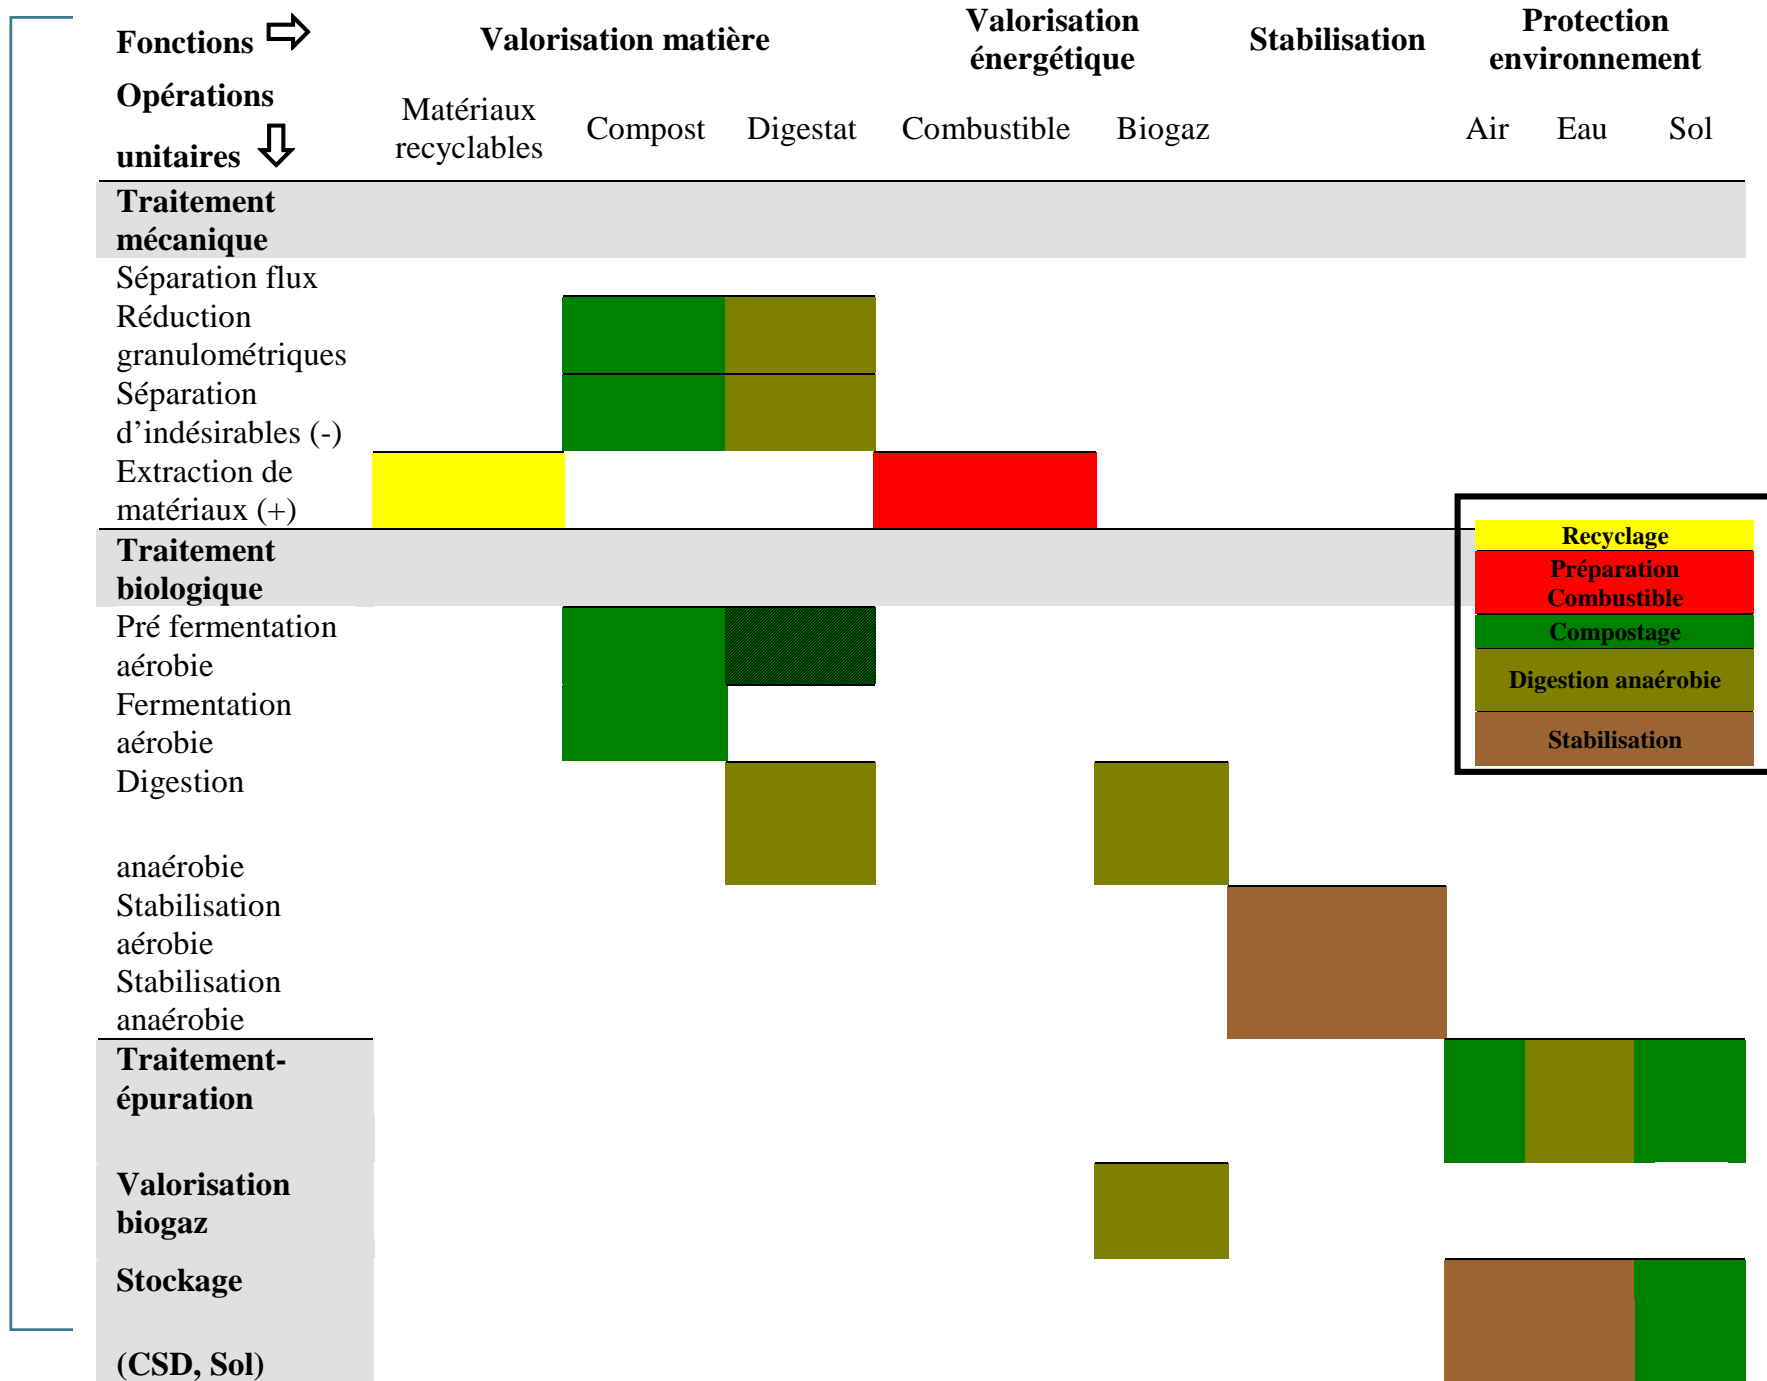 Fonctions
Valorisation matière
Valorisation
énergétique
Stabilisation
Protection
environnement
Opérations
unitaires
Matériaux
recyclables
Compost
Digestat
Combustible
Biogaz
Air
Eau
Sol
Traitement
mécanique
Séparation flux
Réduction
granulométriques
Séparation
d’indésirables (-)
Extraction de
matériaux (+)
Traitement
biologique
Pré fermentation
aérobie
Fermentation
aérobie
Digestion
anaérobie
Stabilisation
aérobie
Stabilisation
anaérobie
Traitement-
épuration
Valorisation
biogaz
Stockage
(CSD, Sol)
Recyclage
Préparation
Combustible
Compostage
Digestion anaérobie
Stabilisation